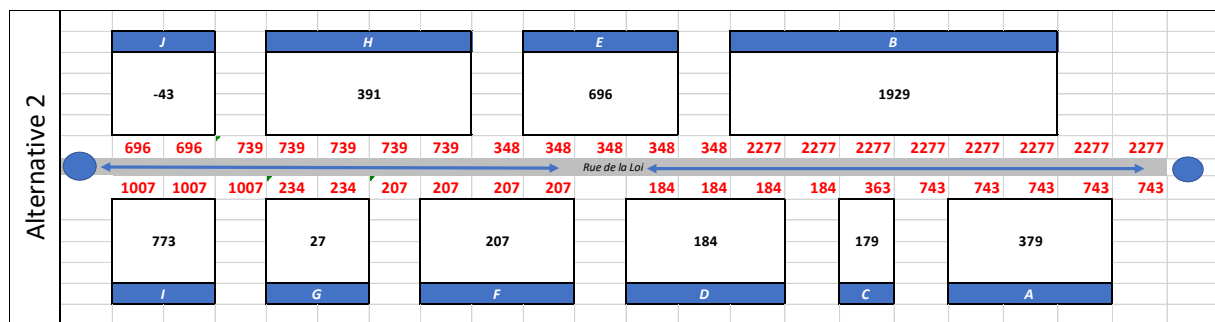 Alternative 2
J H E B
-43 391 696 1929
696 696 739 739 739 739 739 348 348 348 348 348 2277 2277 2277 2277 2277 2277 2277 2277
Rue de la Loi
1007 1007 1007 234 234 207 207 207 207 184 184 184 184 363 743 743 743 743 743
773 27 207 184 179 379
I G F D C A